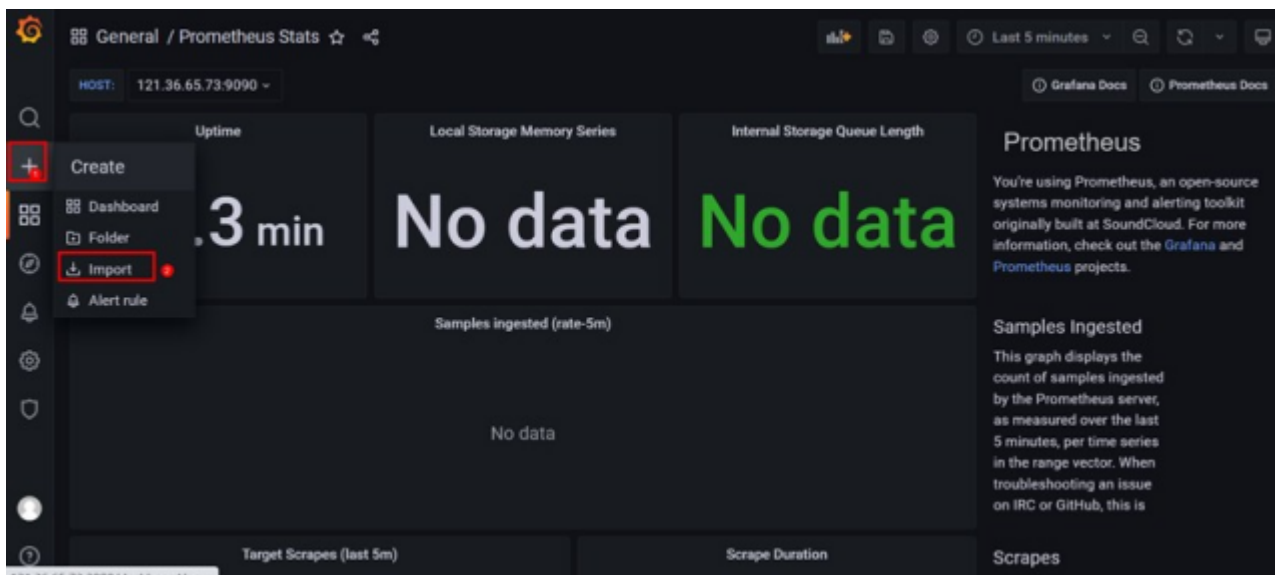 General / Prometheus Stats
Last 5 minutes
HOST: 121.36.65.73:9090
Grafana Docs
Prometheus Docs
Uptime
Local Storage Memory Series
Internal Storage Queue Length
1
Create
Dashboard
Folder
Import
2
Alert rule
.3 min
No data
No data
Samples ingested (rate-5m)
No data
Target Scrapes (last 5m)
Scrape Duration
Prometheus
You're using Prometheus, an open-source
systems monitoring and alerting toolkit
originally built at SoundCloud. For more
information, check out the Grafana and
Prometheus projects.
Samples Ingested
This graph displays the
count of samples ingested
by the Prometheus server,
as measured over the last
5 minutes, per time series
in the range vector. When
troubleshooting an issue
on IRC or GitHub, this is
Scrapes